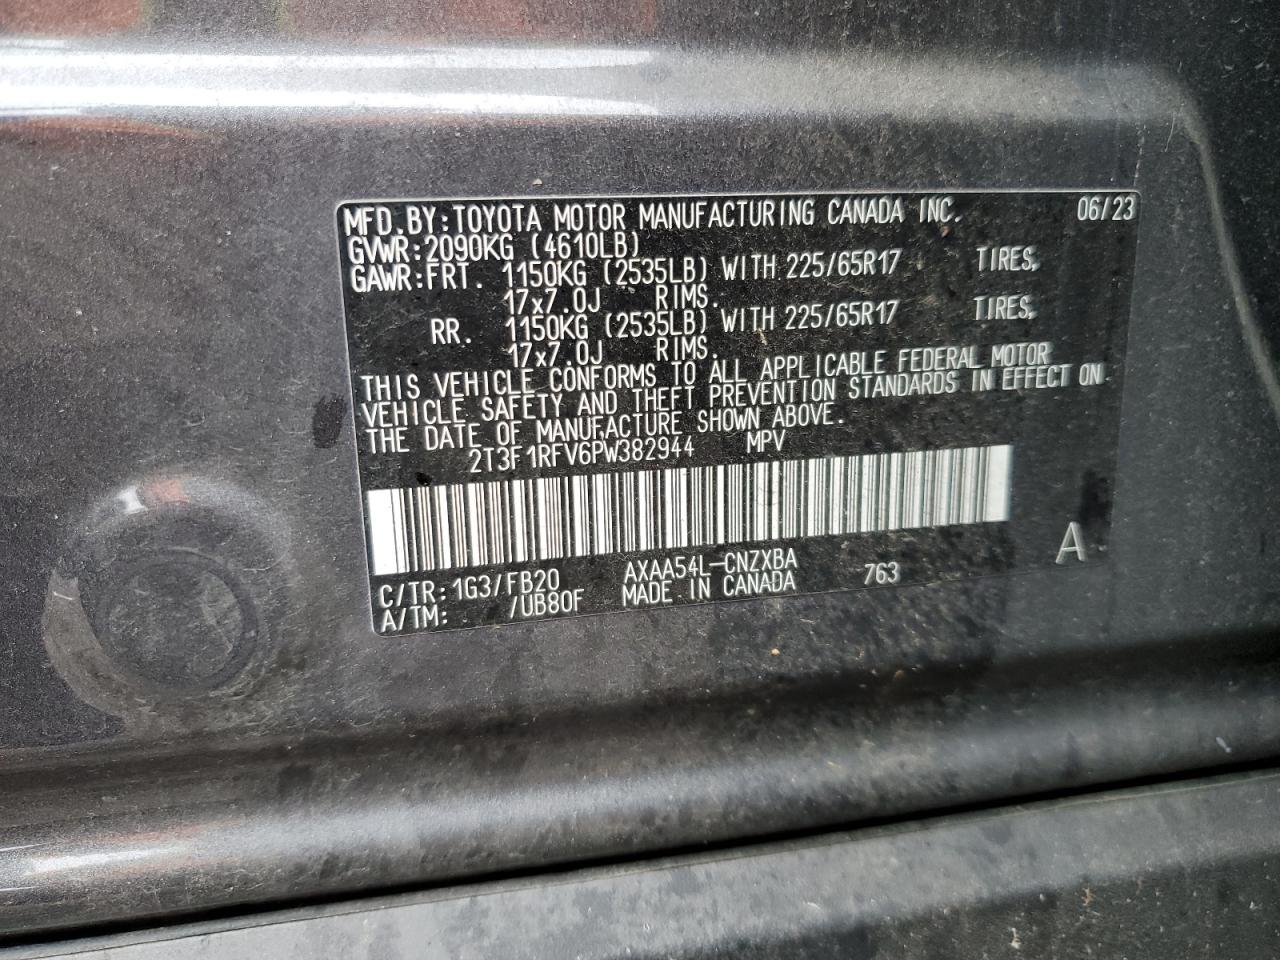 MFD.BY:TOYOTA MOTOR MANUFACTURING CANADA INC. 06/23
GVWR:2090KG (4610LB)
GAWR:FRT. 1150KG (2535LB) WITH 225/65R17 TIRES,
17x7.0J RIMS.
RR. 1150KG (2535LB) WITH 225/65R17 TIRES,
17x7.0J RIMS.
THIS VEHICLE CONFORMS TO ALL APPLICABLE FEDERAL MOTOR
VEHICLE SAFETY AND THEFT PREVENTION STANDARDS IN EFFECT ON
THE DATE OF MANUFACTURE SHOWN ABOVE.
2T3F1RFV6PW382944 MPV
A
C/TR:1G3/FB20 AXAA54L-CNZXBA 763
A/TM: /UB80F MADE IN CANADA